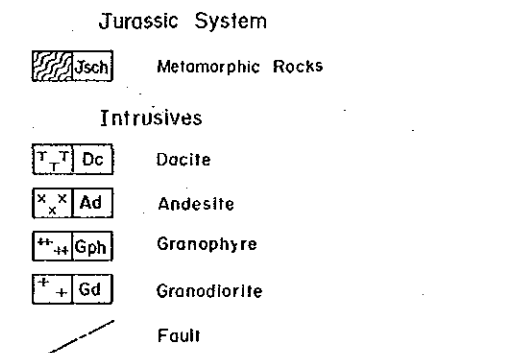 Jurassic System
Jsch Metamorphic Rocks
Intrusives
T T T Dc Dacite
x x x Ad Andesite
Gph Granophyre
+ + Gd Granodiorite
Fault